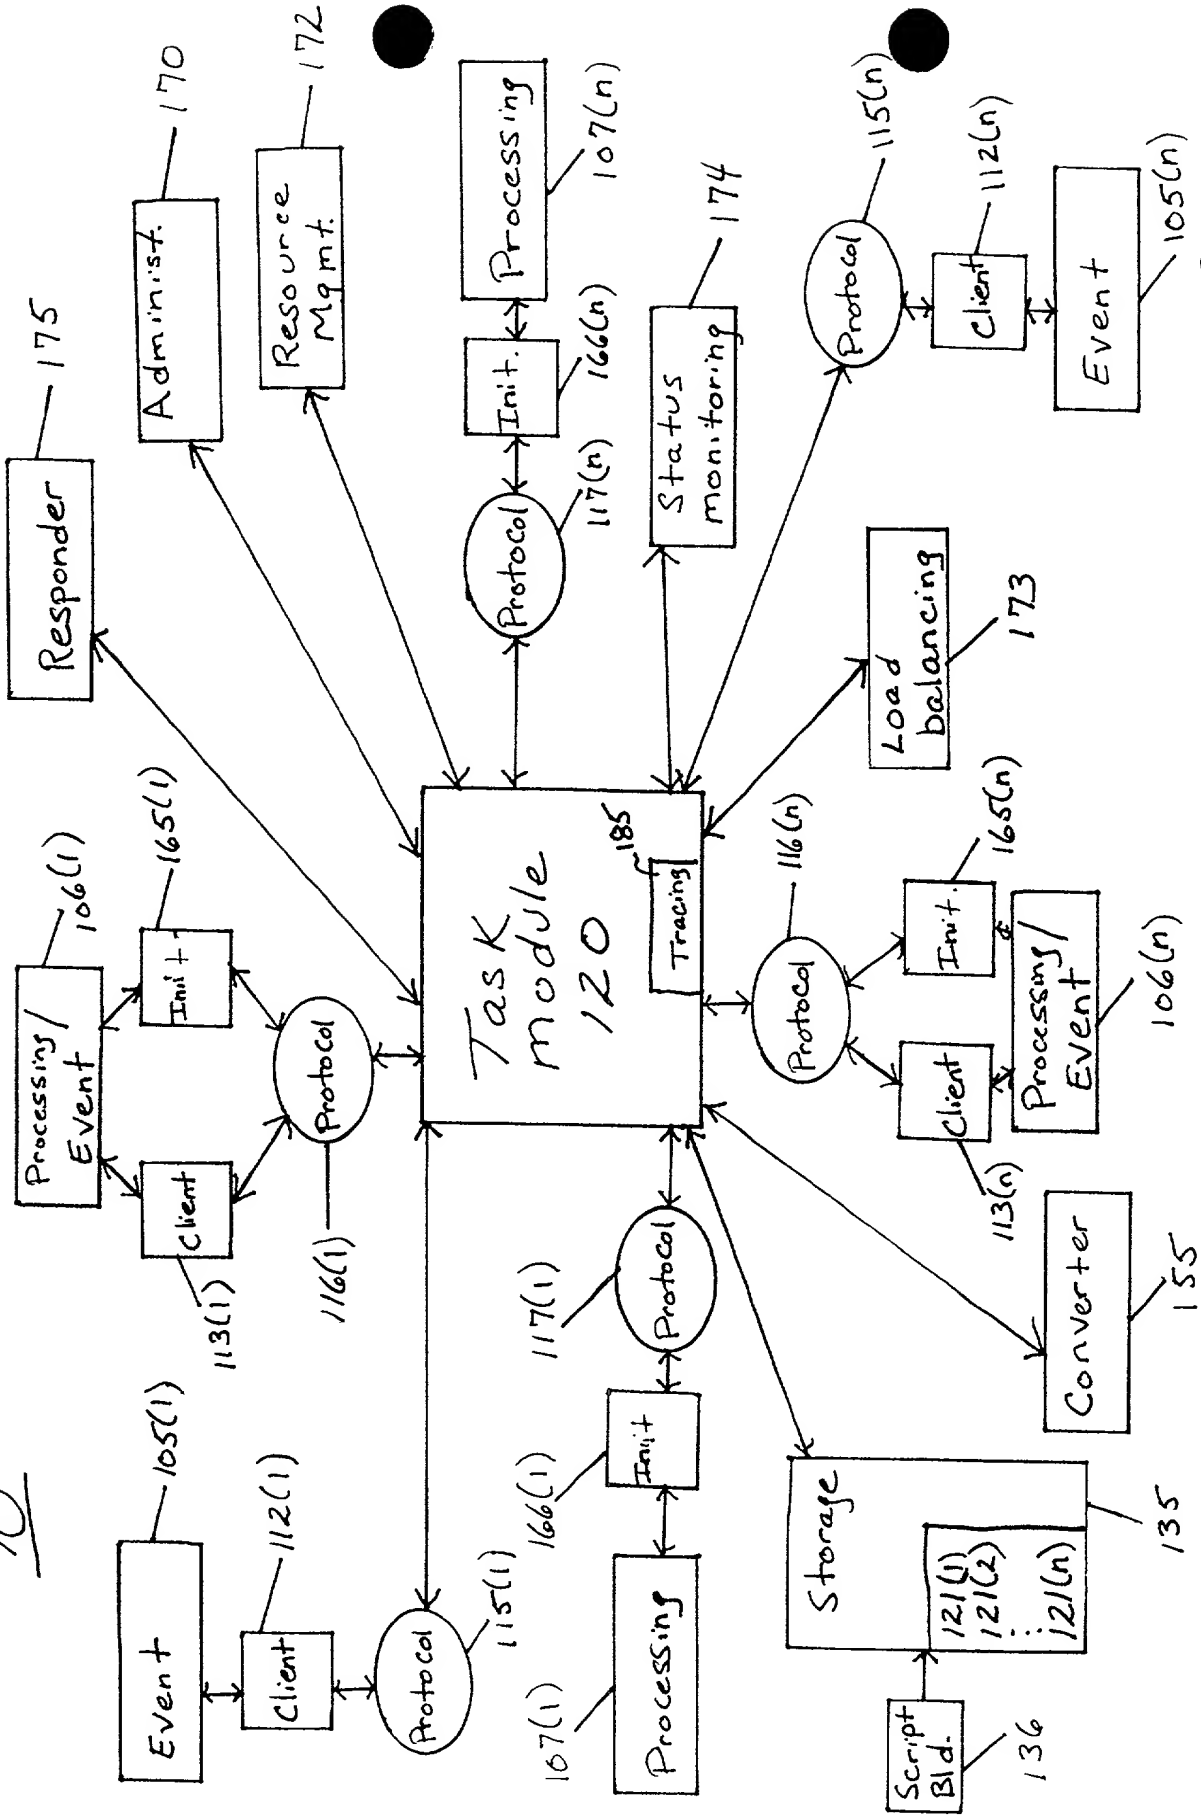 10
Event
105(1)
Client
112(1)
Protocol
115(1)
Processing/
Event
106(1)
Client
113(1)
Init.
165(1)
Protocol
116(1)
Responder
175
Administ.
170
Resource
Mgmt.
172
Processing
107(1)
Init
166(1)
Protocol
117(1)
Task
module
120
Tracing
185
Protocol
117(n)
Init.
166(n)
Processing
107(n)
Status
monitoring
174
Storage
121(1)
121(2)
⋮
121(n)
135
Script
Bld.
136
Converter
155
Protocol
116(n)
Client
113(n)
Init.
165(n)
Processing/
Event
106(n)
Load
balancing
173
Protocol
115(n)
Client
112(n)
Event
105(n)